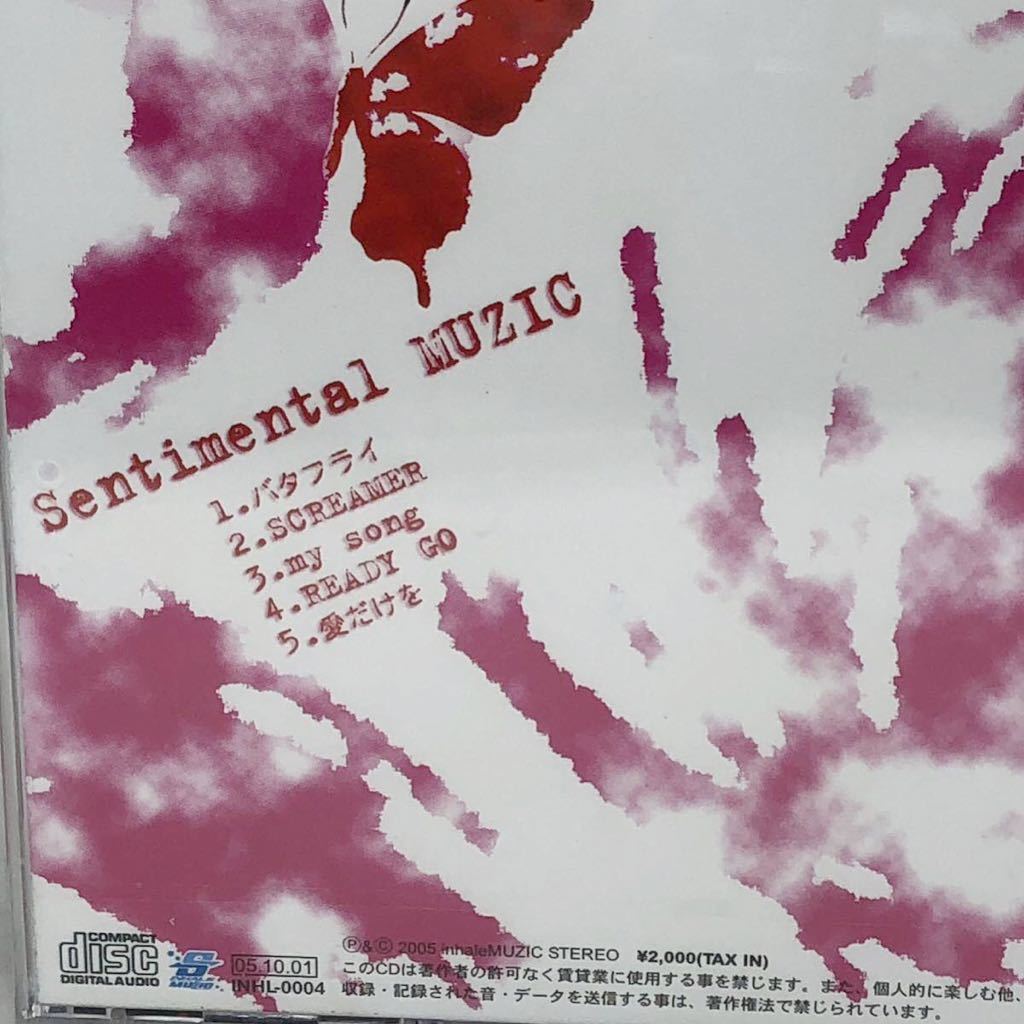 Sentimental MUZIC
1.バタフライ
2.SCREAMER
3.my song
4.READY GO
5.愛だけを
COMPACT
disc
DIGITAL AUDIO
05.10.01
INHL-0004
Ⓟ&Ⓒ 2005 inhaleMUZIC STEREO ¥2,000(TAX IN)
このCDは著作者の許可なく賃貸業に使用する事を禁じます。また、個人的に楽しむ他、
収録・記録された音・データを送信する事は、著作権法で禁じられています。